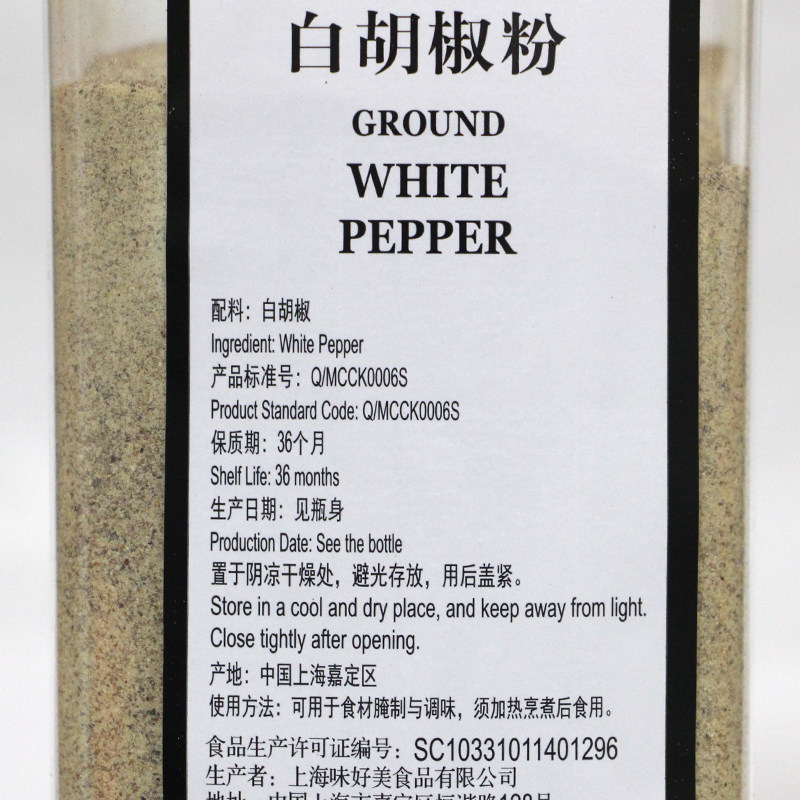 白胡椒粉
GROUND
WHITE
PEPPER
配料：白胡椒
Ingredient: White Pepper
产品标准号：Q/MCCK0006S
Product Standard Code: Q/MCCK0006S
保质期：36个月
Shelf Life: 36 months
生产日期：见瓶身
Production Date: See the bottle
置于阴凉干燥处，避光存放，用后盖紧。
Store in a cool and dry place, and keep away from light.
Close tightly after opening.
产地：中国上海嘉定区
使用方法：可用于食材腌制与调味，须加热烹煮后食用。
食品生产许可证编号：SC10331011401296
生产者：上海味好美食品有限公司